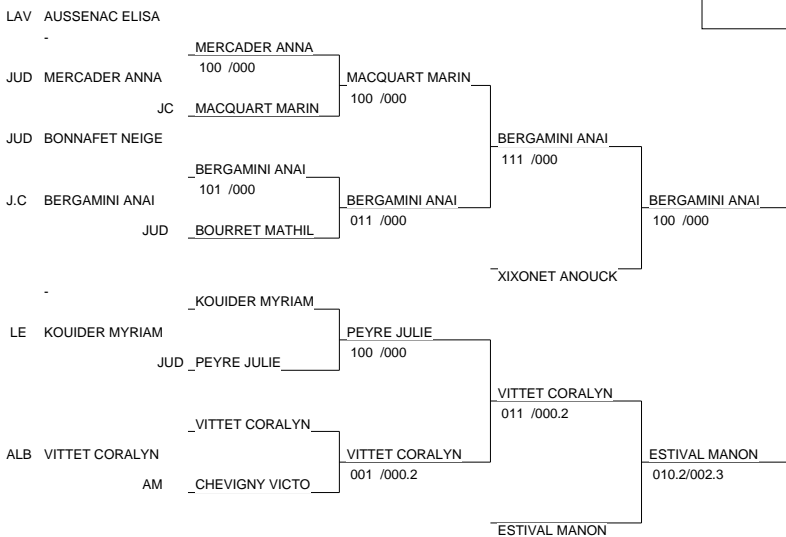 LAV AUSSENAC ELISA
-
MERCADER ANNA
100 /000
JUD MERCADER ANNA
MACQUART MARIN
100 /000
JC MACQUART MARIN
JUD BONNAFET NEIGE
BERGAMINI ANAI
111 /000
BERGAMINI ANAI
101 /000
J.C BERGAMINI ANAI
BERGAMINI ANAI
011 /000
BERGAMINI ANAI
100 /000
JUD BOURRET MATHIL
XIXONET ANOUCK
-
KOUIDER MYRIAM
LE KOUIDER MYRIAM
PEYRE JULIE
100 /000
JUD PEYRE JULIE
VITTET CORALYN
011 /000.2
VITTET CORALYN
ALB VITTET CORALYN
VITTET CORALYN
001 /000.2
ESTIVAL MANON
010.2/002.3
AM CHEVIGNY VICTO
ESTIVAL MANON